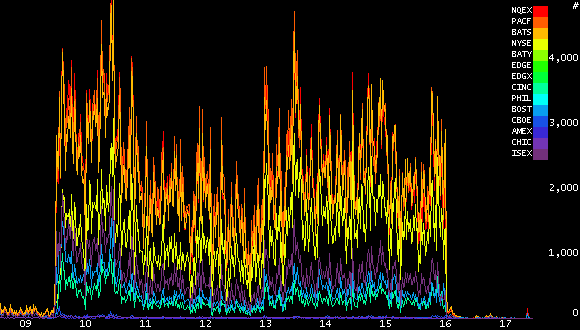 #
NQEX
PACF
BATS
NYSE
BATY
EDGE
EDGX
CINC
PHIL
BOST
CBOE
AMEX
CHIC
ISEX
4,000
3,000
2,000
1,000
0
09 10 11 12 13 14 15 16 17